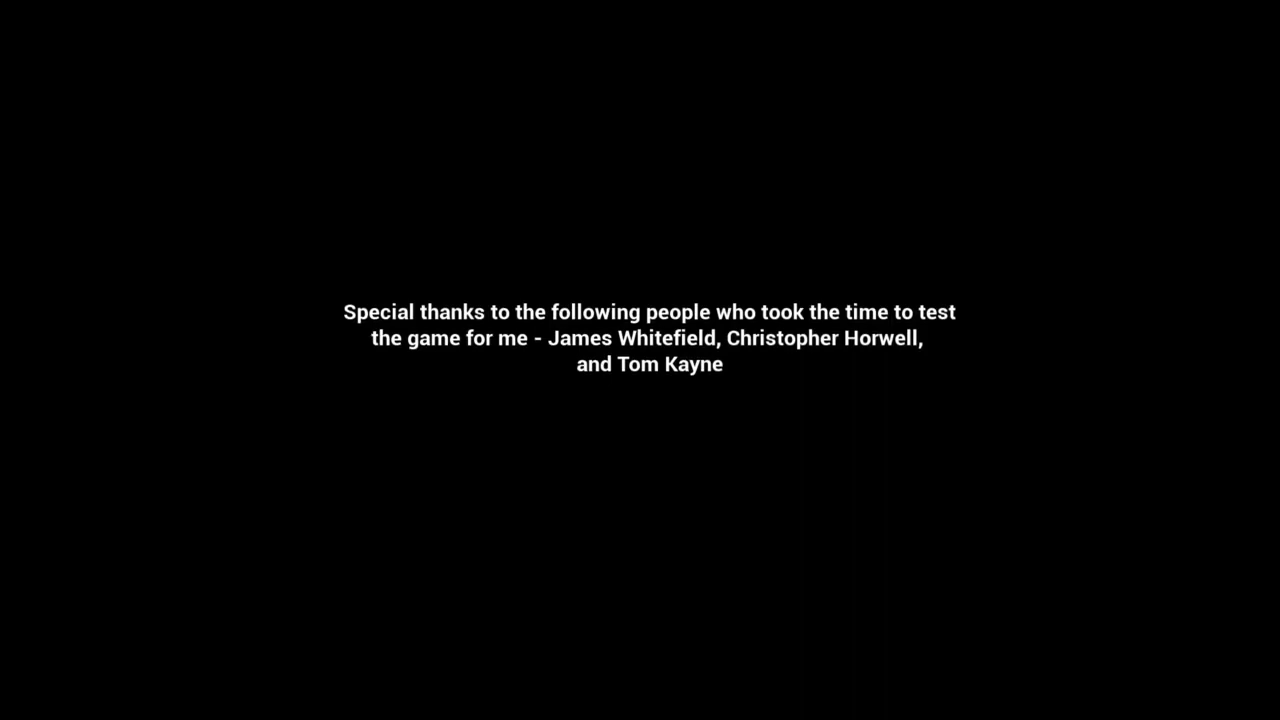 Special thanks to the following people who took the time to test
the game for me - James Whitefield, Christopher Horwell,
and Tom Kayne